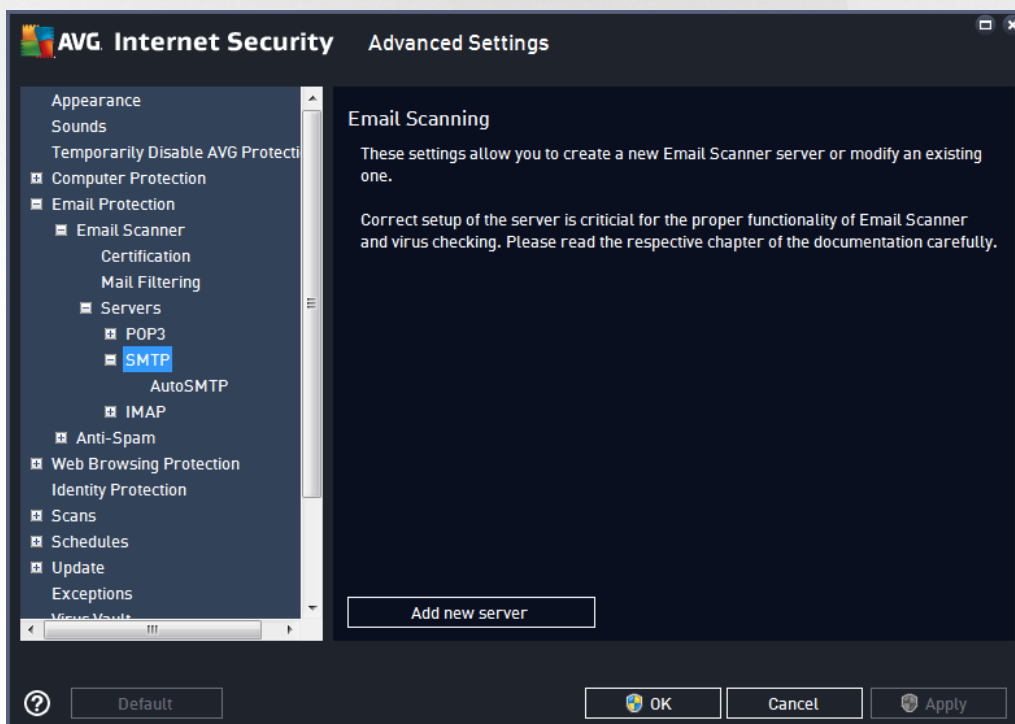 AVG. Internet Security
Advanced Settings
Appearance
Sounds
Temporarily Disable AVG Protecti
Computer Protection
Email Protection
Email Scanner
Certification
Mail Filtering
Servers
POP3
SMTP
AutoSMTP
IMAP
Anti-Spam
Web Browsing Protection
Identity Protection
Scans
Schedules
Update
Exceptions
Virus Vault
Email Scanning
These settings allow you to create a new Email Scanner server or modify an existing
one.
Correct setup of the server is criticial for the proper functionality of Email Scanner
and virus checking. Please read the respective chapter of the documentation carefully.
Add new server
?
Default
OK
Cancel
Apply